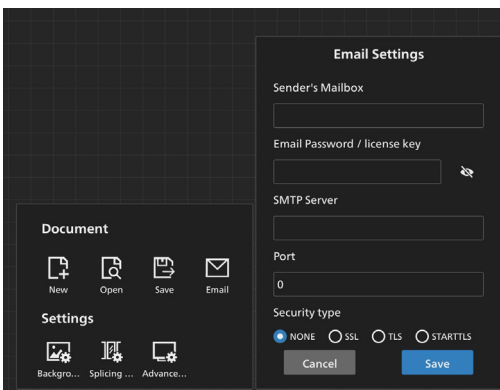 Email Settings
Sender's Mailbox
Email Password / license key
SMTP Server
Port
0
Security type
NONE SSL TLS STARTTLS
Cancel Save
Document
New Open Save Email
Settings
Backgro... Splicing ... Advance...